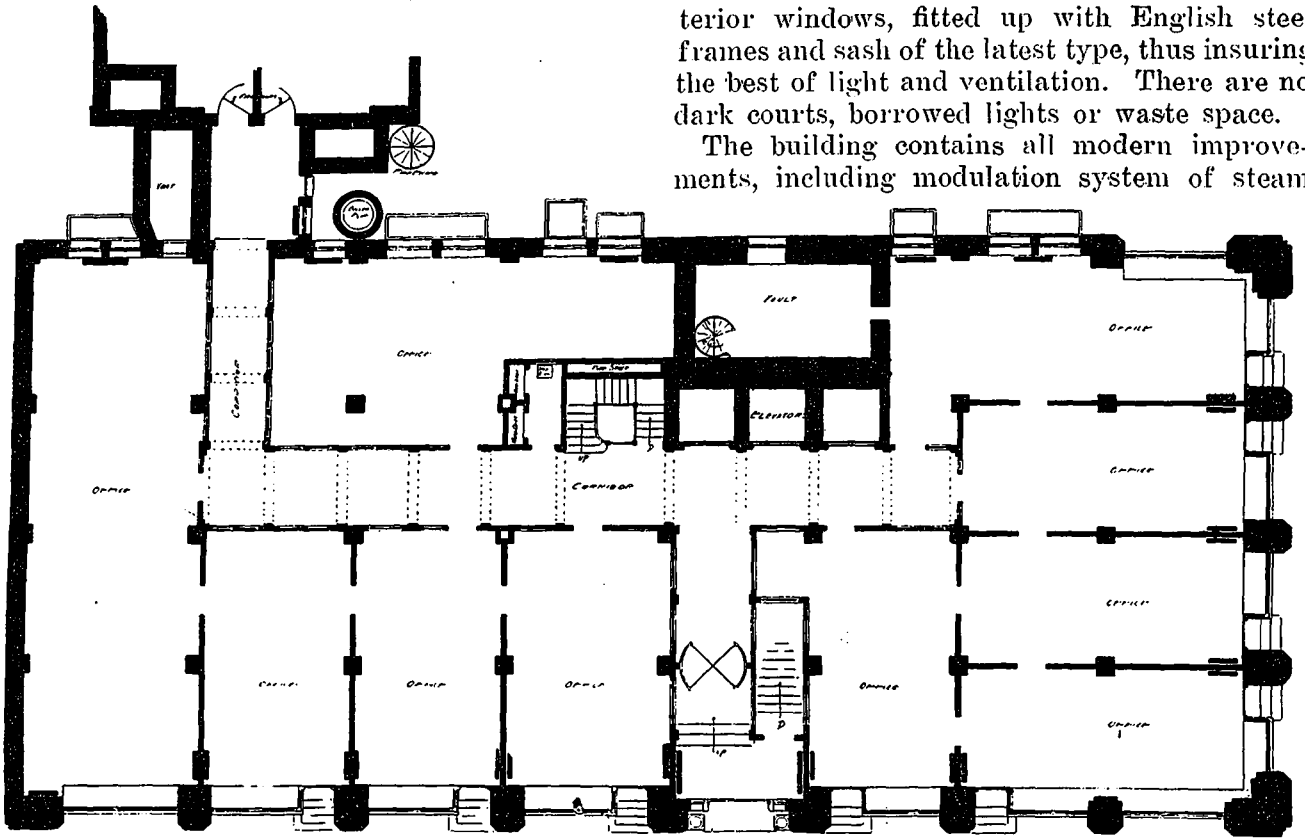 terior windows, fitted up with English stee
frames and sash of the latest type, thus insuring
the best of light and ventilation. There are no
dark courts, borrowed lights or waste space.
The building contains all modern improve-
ments, including modulation system of steam
VAULT
OFFICE
OFFICE
CORRIDOR
ELEVATORS
OFFICE
OFFICE
UP
D
CORRIDOR
OFFICE
OFFICE
OFFICE
OFFICE
OFFICE
OFFICE
D
UP